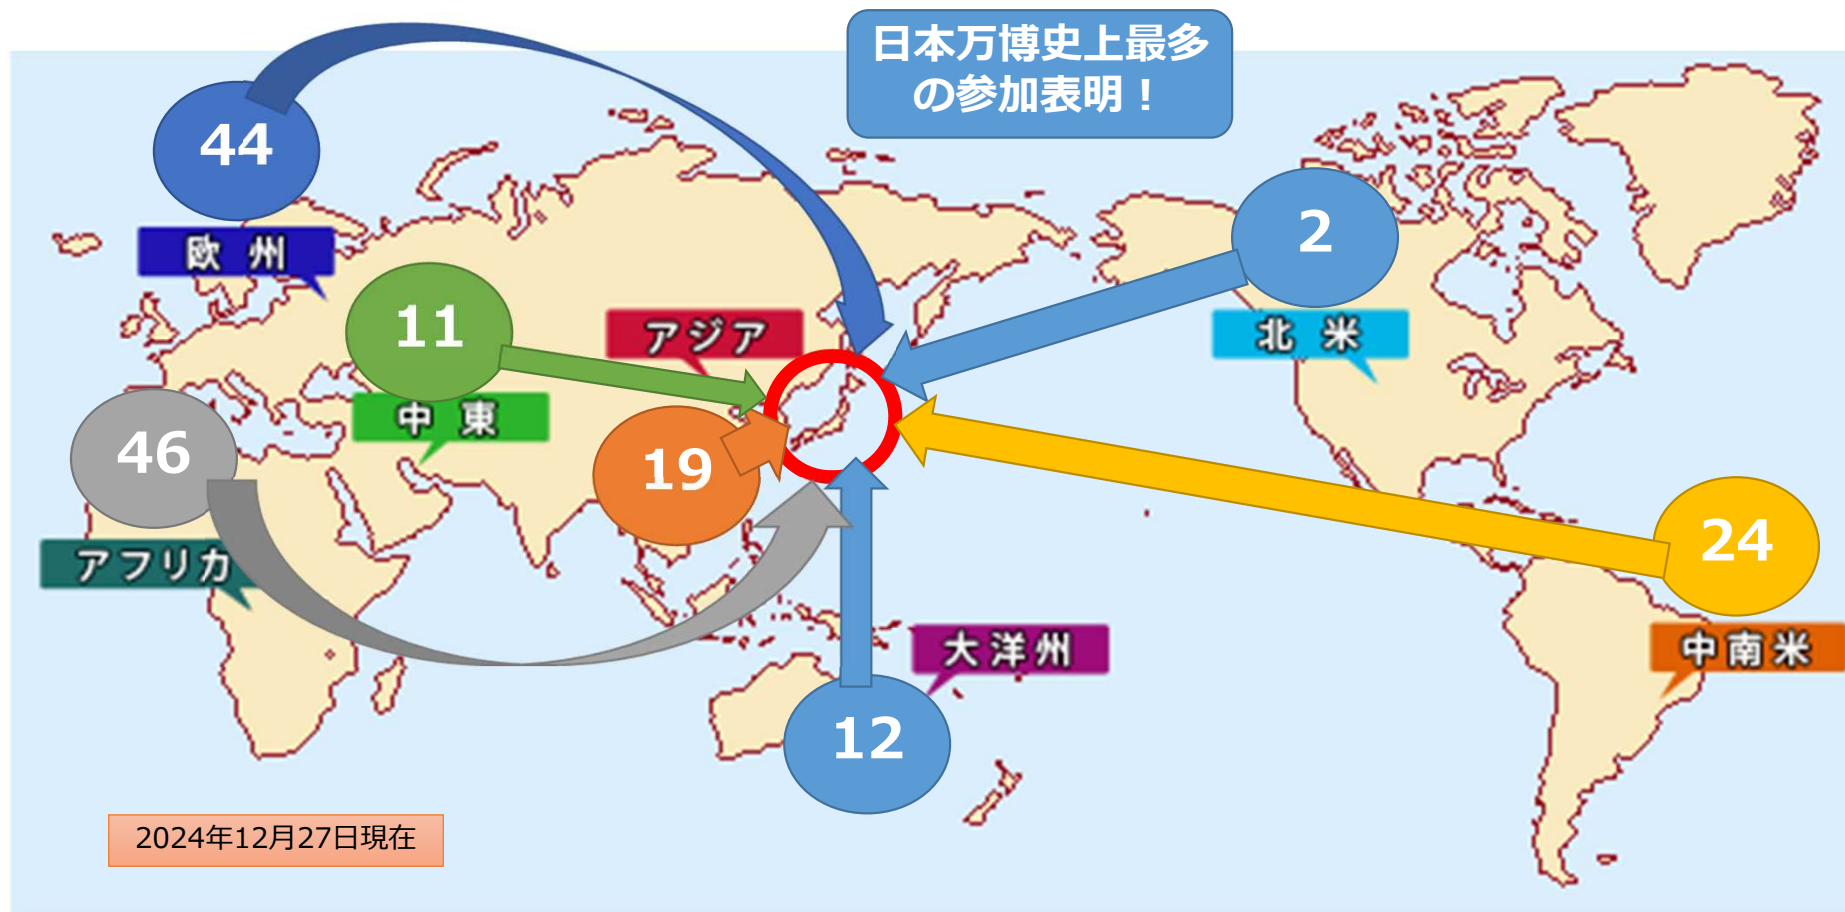 日本万博史上最多
の参加表明！
44
2
欧州
11
アジア
北米
中東
46
19
24
アフリカ
大洋州
中南米
12
2024年12月27日現在